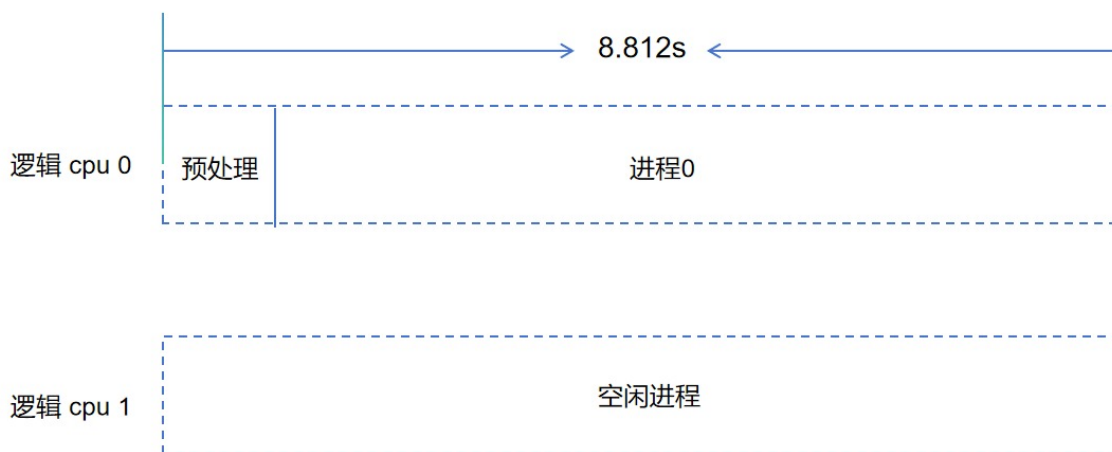 8.812s
逻辑 cpu 0
预处理
进程0
逻辑 cpu 1
空闲进程